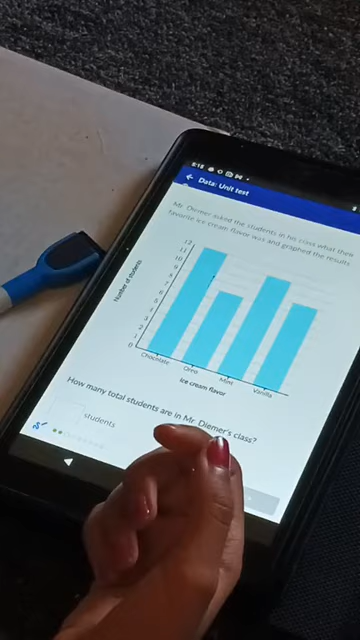 8:18
Data: Unit test
Mr. Diemer asked the students in his class what their
favorite ice cream flavor was and graphed the results.
Number of students
12
11
10
9
8
7
6
5
4
3
2
1
0
Chocolate
Oreo
Mint
Vanilla
Ice cream flavor
How many total students are in Mr. Diemer's class?
students